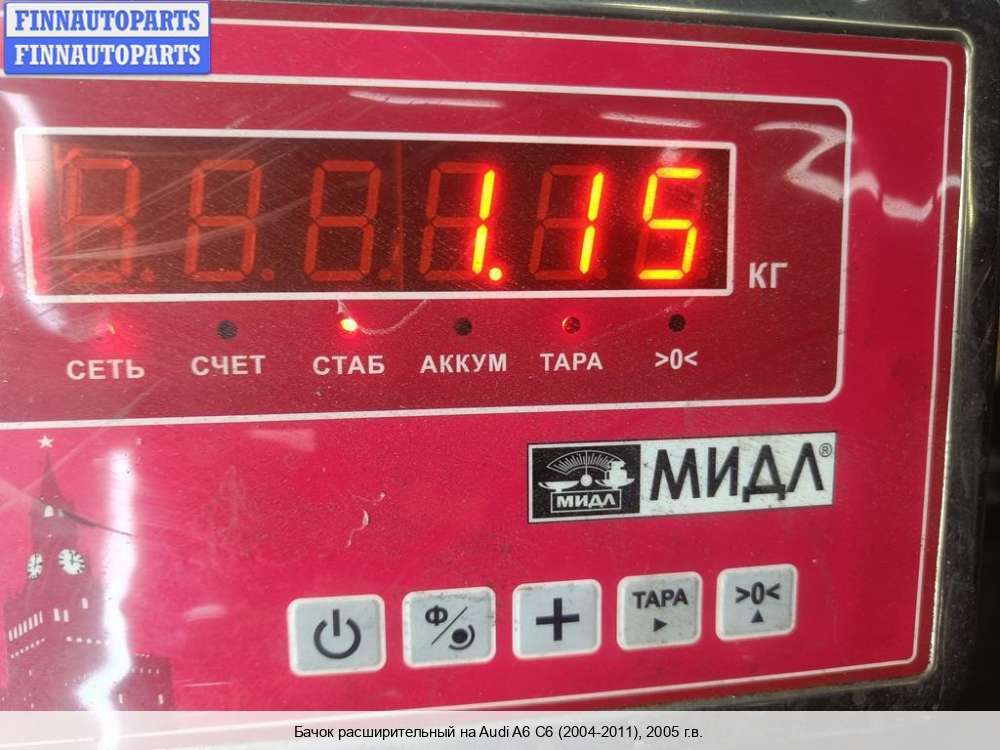 FINNAUTOPARTS
FINNAUTOPARTS
1.15
КГ
СЕТЬ СЧЕТ СТАБ АККУМ ТАРА >0<
МИДЛ МИДЛ®
Ф ТАРА >0<
Бачок расширительный на Audi A6 C6 (2004-2011), 2005 г.в.